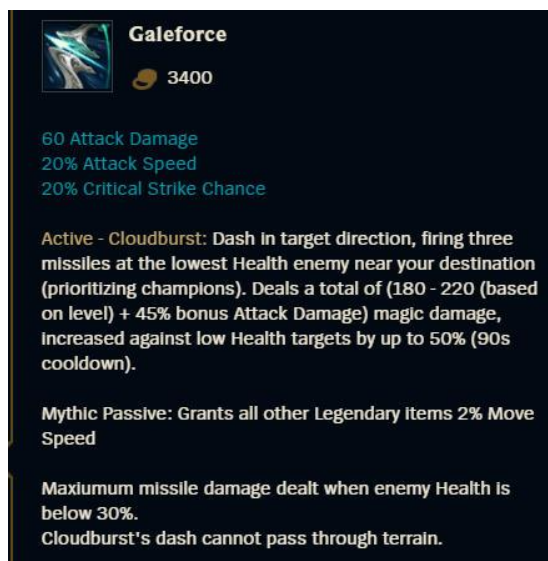 Galeforce
3400
60 Attack Damage
20% Attack Speed
20% Critical Strike Chance
Active - Cloudburst: Dash in target direction, firing three
missiles at the lowest Health enemy near your destination
(prioritizing champions). Deals a total of (180 - 220 (based
on level) + 45% bonus Attack Damage) magic damage,
increased against low Health targets by up to 50% (90s
cooldown).
Mythic Passive: Grants all other Legendary items 2% Move
Speed
Maxiumum missile damage dealt when enemy Health is
below 30%.
Cloudburst's dash cannot pass through terrain.